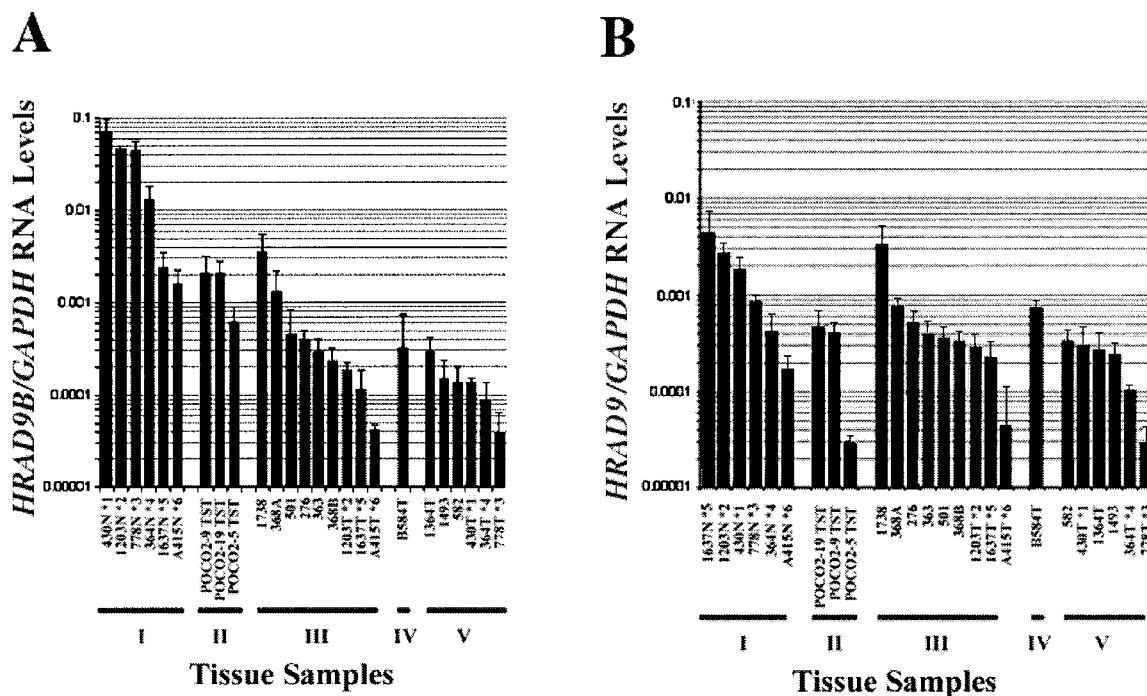 A
HRAD9B/GAPDH RNA Levels
0.1
0.01
0.001
0.0001
0.00001
430N *1
1203N *2
778N *3
364N *4
1637N *5
A415N *6
POCO2-9 TST
POCO2-19 TST
POCO2-5 TST
1738
368A
501
276
363
368B
1203T *2
1637T *5
A415T *6
B584T
1364T
1493
582
430T *1
364T *4
778T *3
I
II
III
IV
V
Tissue Samples
B
HRAD9/GAPDH RNA Levels
0.1
0.01
0.001
0.0001
0.00001
1637N *5
1203N *2
430N *1
778N *3
364N *4
A415N *6
POCO2-19 TST
POCO2-9 TST
POCO2-5 TST
1738
368A
276
363
501
368B
1203T *2
1637T *5
A415T *6
B584T
582
430T *1
1364T
1493
364T *4
778T *3
I
II
III
IV
V
Tissue Samples